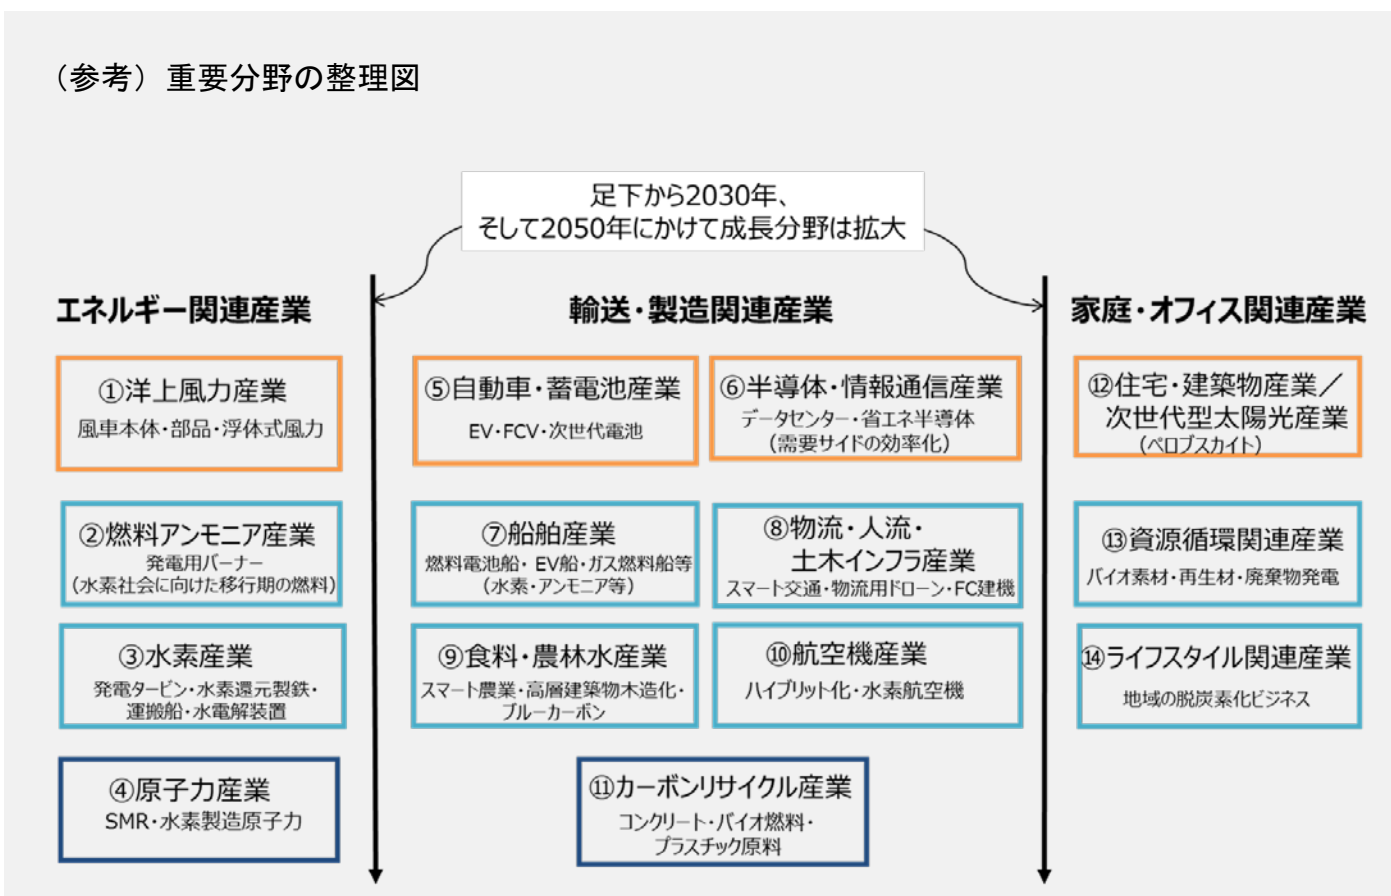 （参考）重要分野の整理図
足下から2030年、
そして2050年にかけて成長分野は拡大
エネルギー関連産業
①洋上風力産業
風車本体・部品・浮体式風力
②燃料アンモニア産業
発電用バーナー
（水素社会に向けた移行期の燃料）
③水素産業
発電タービン・水素還元製鉄・
運搬船・水電解装置
④原子力産業
SMR・水素製造原子力
輸送・製造関連産業
⑤自動車・蓄電池産業
EV・FCV・次世代電池
⑥半導体・情報通信産業
データセンター・省エネ半導体
（需要サイドの効率化）
⑦船舶産業
燃料電池船・EV船・ガス燃料船等
（水素・アンモニア等）
⑧物流・人流・
土木インフラ産業
スマート交通・物流用ドローン・FC建機
⑨食料・農林水産業
スマート農業・高層建築物木造化・
ブルーカーボン
⑩航空機産業
ハイブリット化・水素航空機
⑪カーボンリサイクル産業
コンクリート・バイオ燃料・
プラスチック原料
家庭・オフィス関連産業
⑫住宅・建築物産業／
次世代型太陽光産業
（ペロブスカイト）
⑬資源循環関連産業
バイオ素材・再生材・廃棄物発電
⑭ライフスタイル関連産業
地域の脱炭素化ビジネス